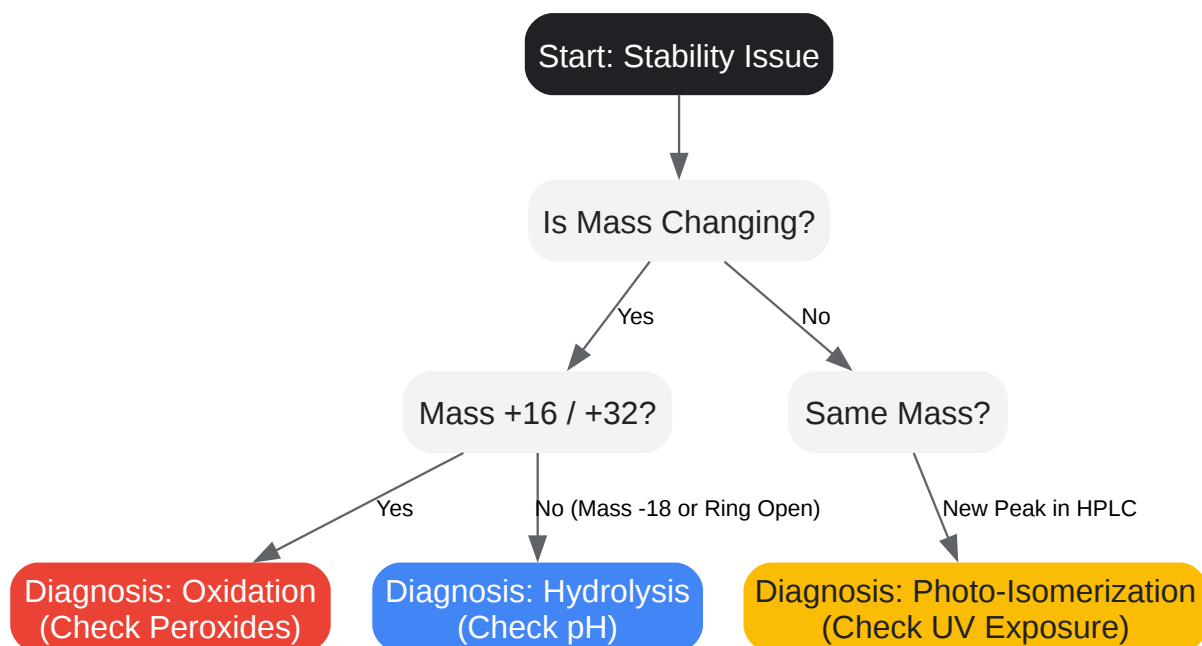 Start: Stability Issue
Is Mass Changing?
Yes
No
Mass +16 / +32?
Same Mass?
Yes
No (Mass -18 or Ring Open)
New Peak in HPLC
Diagnosis: Oxidation
(Check Peroxides)
Diagnosis: Hydrolysis
(Check pH)
Diagnosis: Photo-Isomerization
(Check UV Exposure)